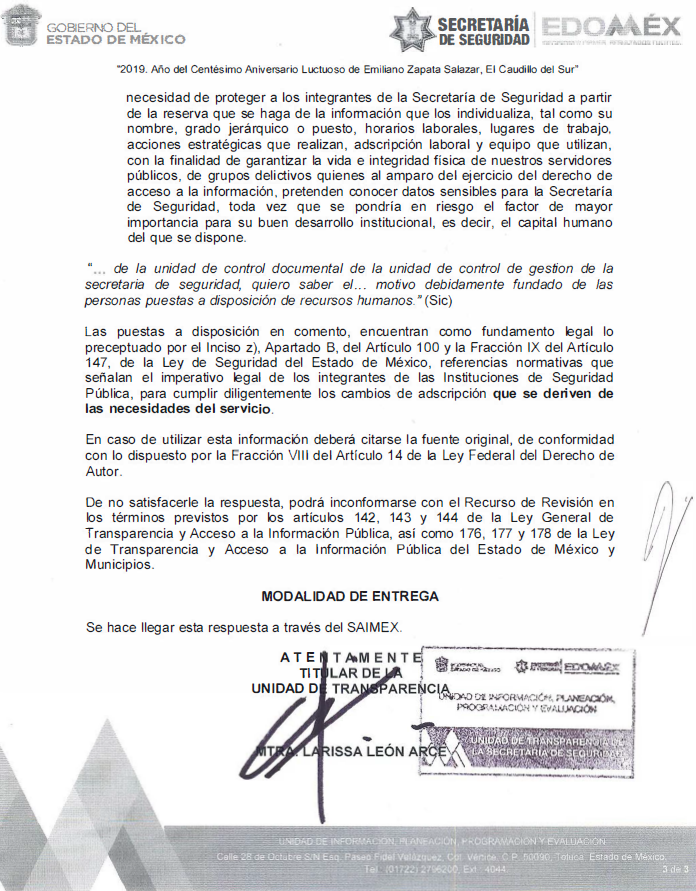 GOBIERNO DEL
ESTADO DE MÉXICO
SECRETARÍA
DE SEGURIDAD
EDOMÉX
"2019. Año del Centésimo Aniversario Luctuoso de Emiliano Zapata Salazar, El Caudillo del Sur"
necesidad de proteger a los integrantes de la Secretaría de Seguridad a partir
de la reserva que se haga de la información que los individualiza, tal como su
nombre, grado jerárquico o puesto, horarios laborales, lugares de trabajo,
acciones estratégicas que realizan, adscripción laboral y equipo que utilizan,
con la finalidad de garantizar la vida e integridad física de nuestros servidores
públicos, de grupos delictivos quienes al amparo del ejercicio del derecho de
acceso a la información, pretenden conocer datos sensibles para la Secretaría
de Seguridad, toda vez que se pondría en riesgo el factor de mayor
importancia para su buen desarrollo institucional, es decir, el capital humano
del que se dispone.
"... de la unidad de control documental de la unidad de control de gestion de la
secretaria de seguridad, quiero saber el... motivo debidamente fundado de las
personas puestas a disposición de recursos humanos." (Sic)
Las puestas a disposición en comento, encuentran como fundamento legal lo
preceptuado por el Inciso z), Apartado B, del Artículo 100 y la Fracción IX del Artículo
147, de la Ley de Seguridad del Estado de México, referencias normativas que
señalan el imperativo legal de los integrantes de las Instituciones de Seguridad
Pública, para cumplir diligentemente los cambios de adscripción que se deriven de
las necesidades del servicio.
En caso de utilizar esta información deberá citarse la fuente original, de conformidad
con lo dispuesto por la Fracción VIII del Artículo 14 de la Ley Federal del Derecho de
Autor.
De no satisfacerle la respuesta, podrá inconformarse con el Recurso de Revisión en
los términos previstos por los artículos 142, 143 y 144 de la Ley General de
Transparencia y Acceso a la Información Pública, así como 176, 177 y 178 de la Ley
de Transparencia y Acceso a la Información Pública del Estado de México y
Municipios.
MODALIDAD DE ENTREGA
Se hace llegar esta respuesta a través del SAIMEX.
ATENTAMENTE
TITULAR DE LA
UNIDAD DE TRANSPARENCIA
MTRA. LARISSA LEÓN ARCE
EDOMÉX
UNIDAD DE INFORMACIÓN, PLANEACIÓN,
PROGRAMACIÓN Y EVALUACIÓN
UNIDAD DE TRANSPARENCIA DE
LA SECRETARÍA DE SEGURIDAD
UNIDAD DE INFORMACIÓN, PLANEACIÓN, PROGRAMACIÓN Y EVALUACIÓN
Calle 28 de Octubre S/N Esq. Paseo Fidel Velázquez, Col. Vértice, C.P. 50090, Toluca, Estado de México.
Tel.: (01722) 2796200, Ext.: 4044
3 de 3